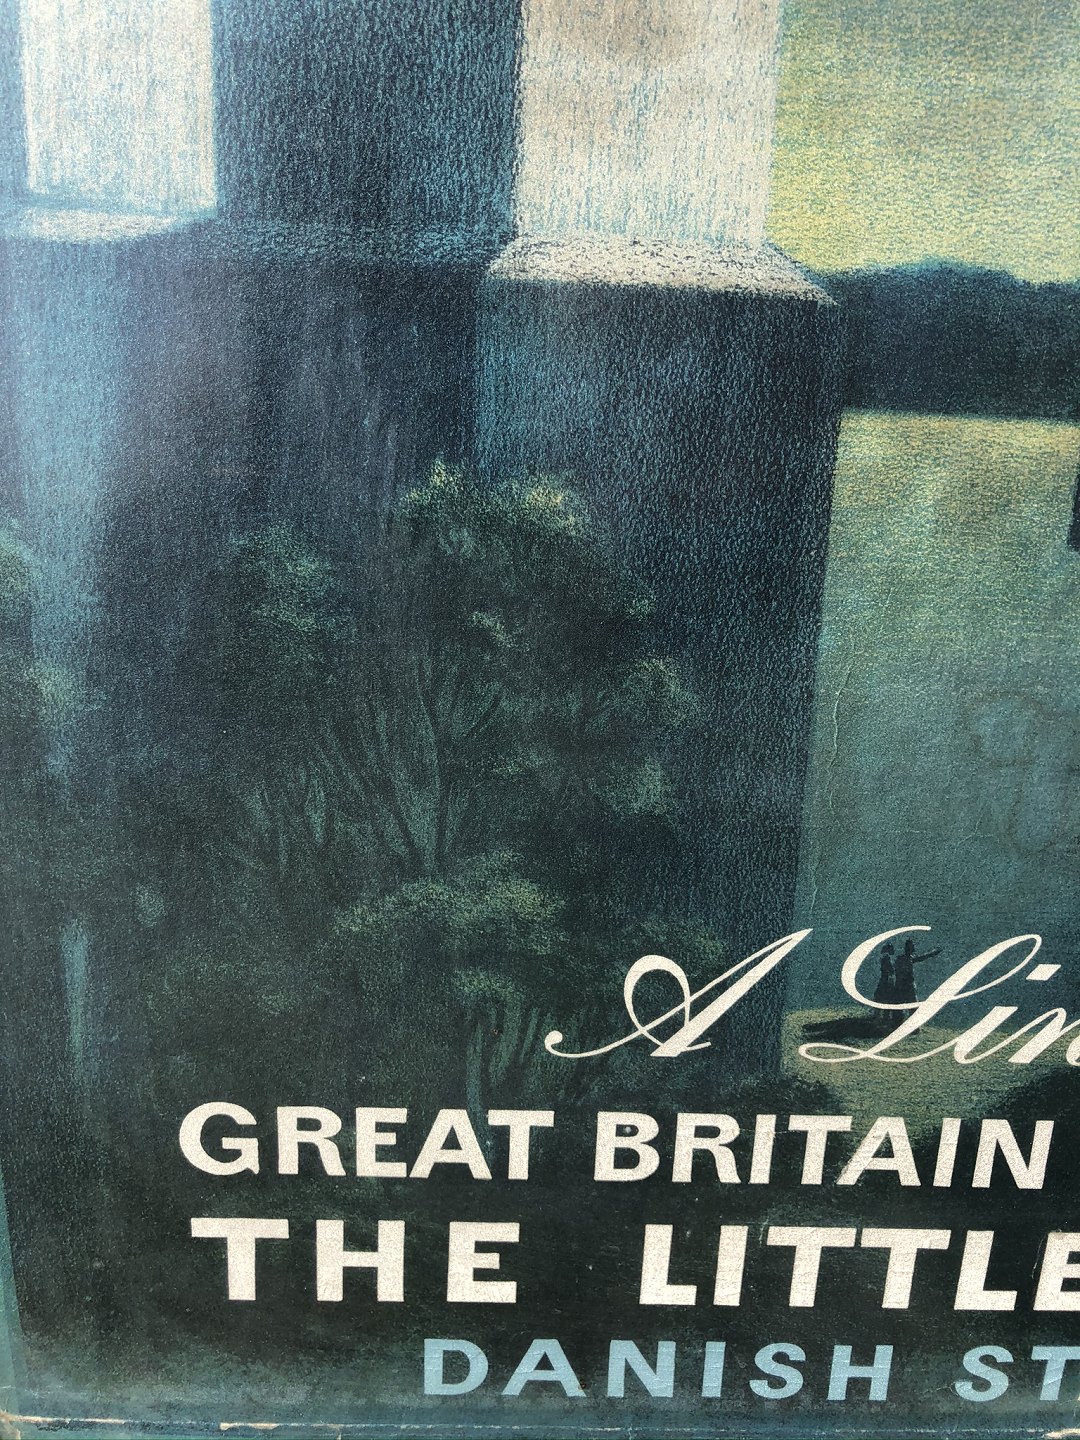 A Lin
GREAT BRITAIN
THE LITTLE
DANISH ST